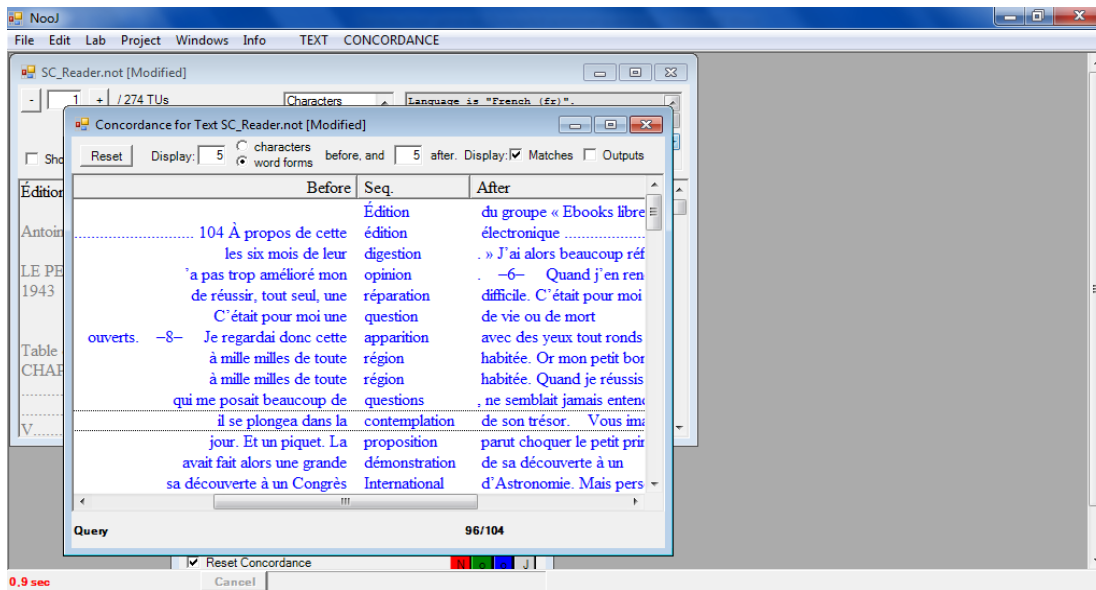 NooJ
File Edit Lab Project Windows Info TEXT CONCORDANCE
SC_Reader.not [Modified]
- 1 + / 274 TUs Characters Language is "French (fr)".
Concordance for Text SC_Reader.not [Modified]
Sho Reset Display: 5 characters word forms before, and 5 after. Display: Matches Outputs
Before Seq. After
Édition du groupe « Ebooks libre
.............................. 104 À propos de cette édition électronique .....................
les six mois de leur digestion . » J'ai alors beaucoup réf
'a pas trop amélioré mon opinion . –6– Quand j'en ren
de réussir, tout seul, une réparation difficile. C'était pour moi
C'était pour moi une question de vie ou de mort
ouverts. –8– Je regardai donc cette apparition avec des yeux tout ronds
à mille milles de toute région habitée. Or mon petit bor
à mille milles de toute région habitée. Quand je réussis
qui me posait beaucoup de questions , ne semblait jamais entend
il se plongea dans la contemplation de son trésor. Vous ima
jour. Et un piquet. La proposition parut choquer le petit prin
avait fait alors une grande démonstration de sa découverte à un
sa découverte à un Congrès International d'Astronomie. Mais pers
Query 96/104
Édition
Antoin
LE PE
1943
Table
CHAP
..........
..........
V.......
Reset Concordance N o o J
0,9 sec Cancel